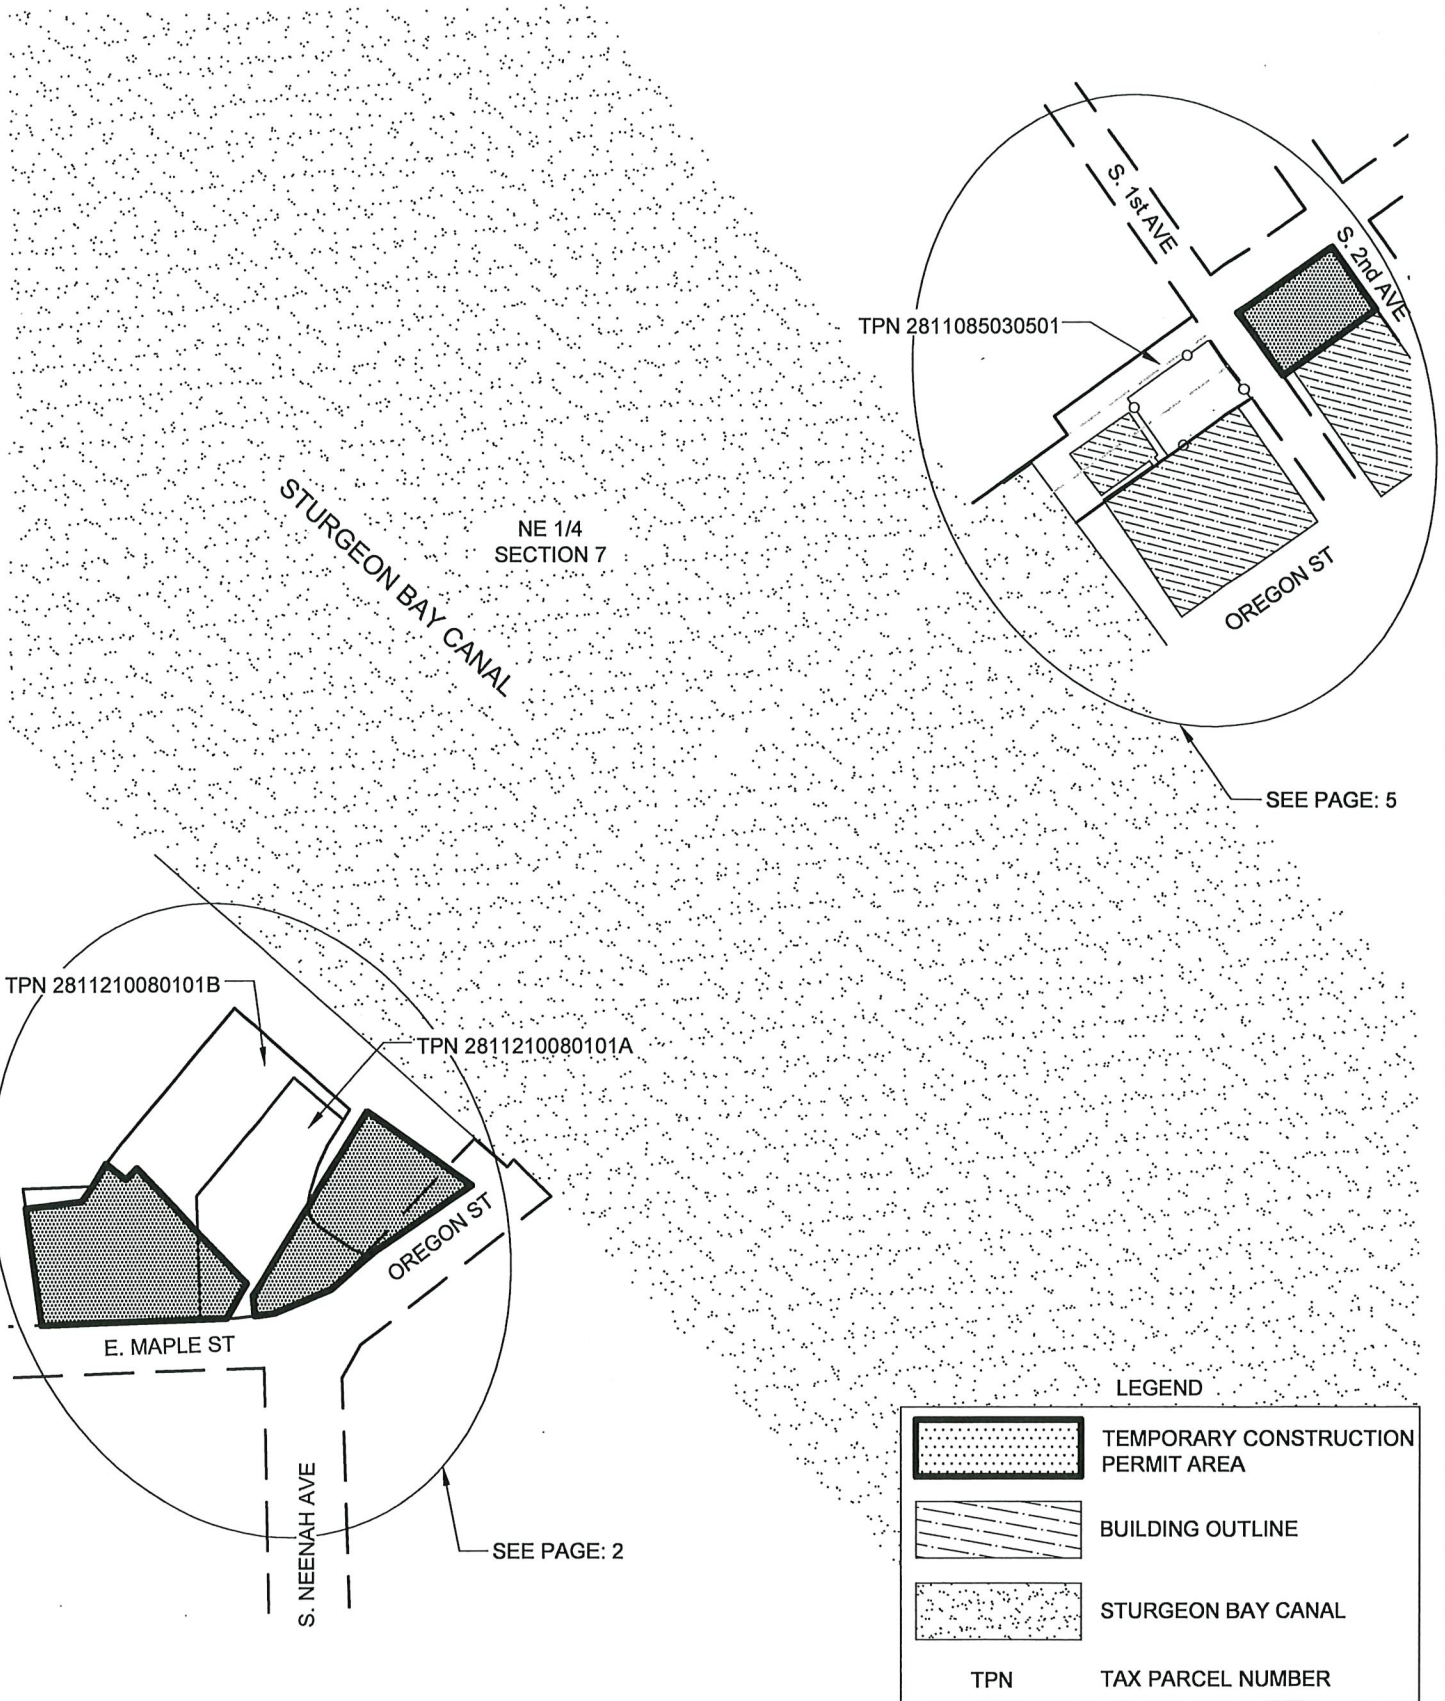 S. 1st AVE
S. 2nd AVE
TPN 2811085030501
STURGEON BAY CANAL
NE 1/4
SECTION 7
OREGON ST
SEE PAGE: 5
TPN 2811210080101B
TPN 2811210080101A
OREGON ST
E. MAPLE ST
S. NEENAH AVE
SEE PAGE: 2
LEGEND
TEMPORARY CONSTRUCTION
PERMIT AREA
BUILDING OUTLINE
STURGEON BAY CANAL
TPN TAX PARCEL NUMBER